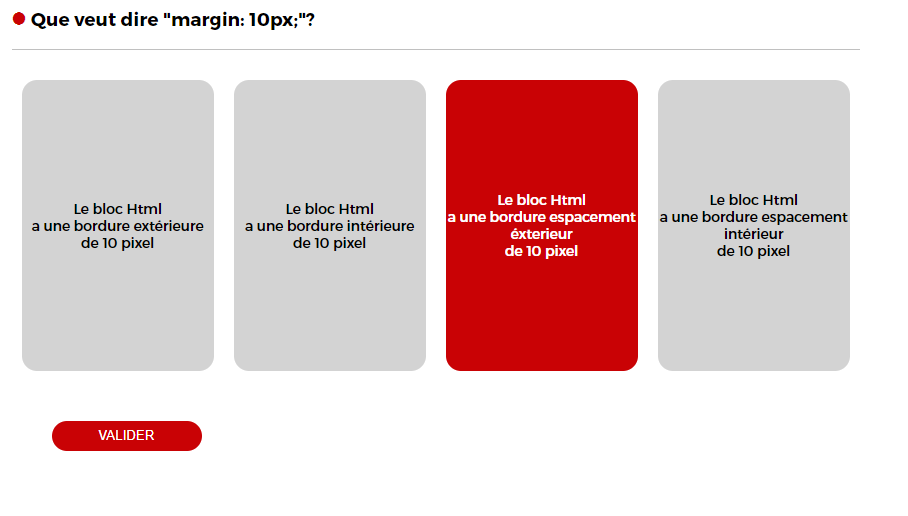 Que veut dire "margin: 10px;"?
Le bloc Html
a une bordure extérieure
de 10 pixel
Le bloc Html
a une bordure intérieure
de 10 pixel
Le bloc Html
a une bordure espacement
éxterieur
de 10 pixel
Le bloc Html
a une bordure espacement
intérieur
de 10 pixel
VALIDER